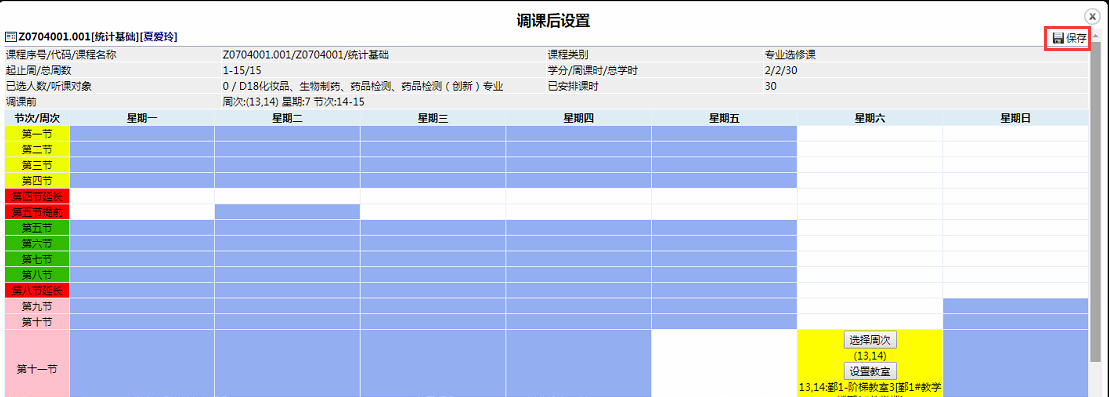 调课后设置
Z0704001.001[统计基础][夏爱玲]
保存
课程序号/代码/课程名称 Z0704001.001/Z0704001/统计基础 课程类别 专业选修课
起止周/总周数 1-15/15 学分/周课时/总学时 2/2/30
已选人数/听课对象 0 / D18化妆品、生物制药、药品检测、药品检测（创新）专业 已安排课时 30
调课前 周次:(13,14) 星期:7 节次:14-15
节次/周次 星期一 星期二 星期三 星期四 星期五 星期六 星期日
第一节
第二节
第三节
第四节
第四节延长
第五节提前
第五节
第六节
第七节
第八节
第八节延长
第九节
第十节
第十一节
选择周次
(13,14)
设置教室
13,14:鄞1-阶梯教室3[鄞1#教学